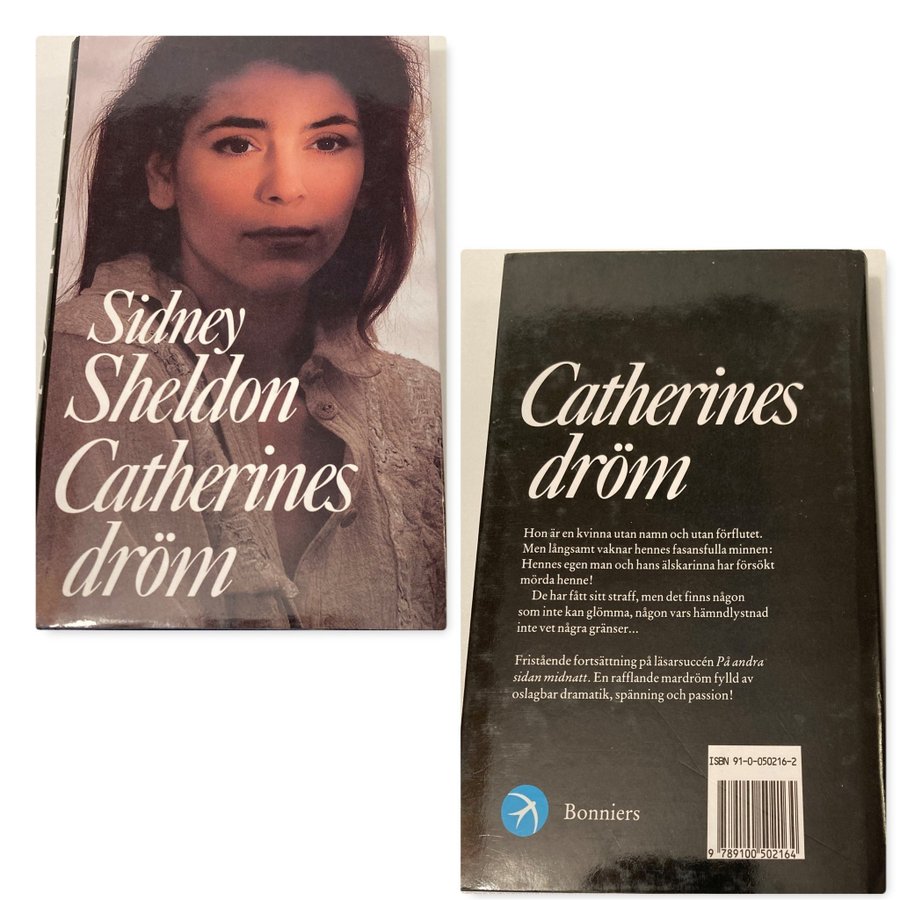 Sidney
Sheldon
Catherines
dröm
Catherines
dröm
Hon är en kvinna utan namn och utan förflutet.
Men långsamt vaknar hennes fasansfulla minnen:
Hennes egen man och hans älskarinna har försökt
mörda henne!
De har fått sitt straff, men det finns någon
som inte kan glömma, någon vars hämndlystnad
inte vet några gränser...
Fristående fortsättning på läsarsuccén På andra
sidan midnatt. En rafflande mardröm fylld av
oslagbar dramatik, spänning och passion!
ISBN 91-0-050216-2
Bonniers
9 789100 502164